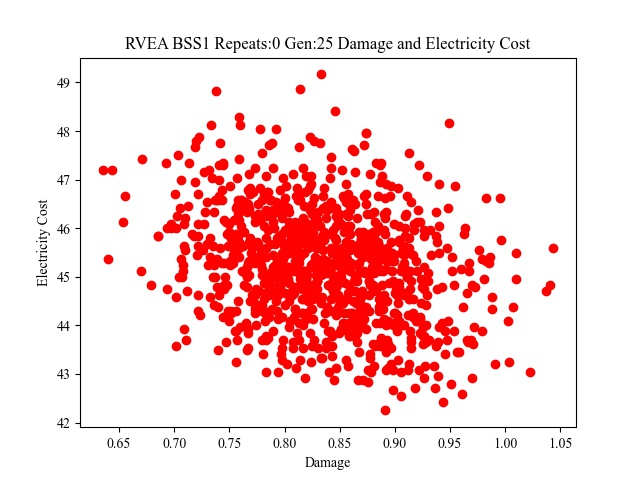 RVEA BSS1 Repeats:0 Gen:25 Damage and Electricity Cost
49
48
47
46
45
44
43
42
Electricity Cost
0.65 0.70 0.75 0.80 0.85 0.90 0.95 1.00 1.05
Damage